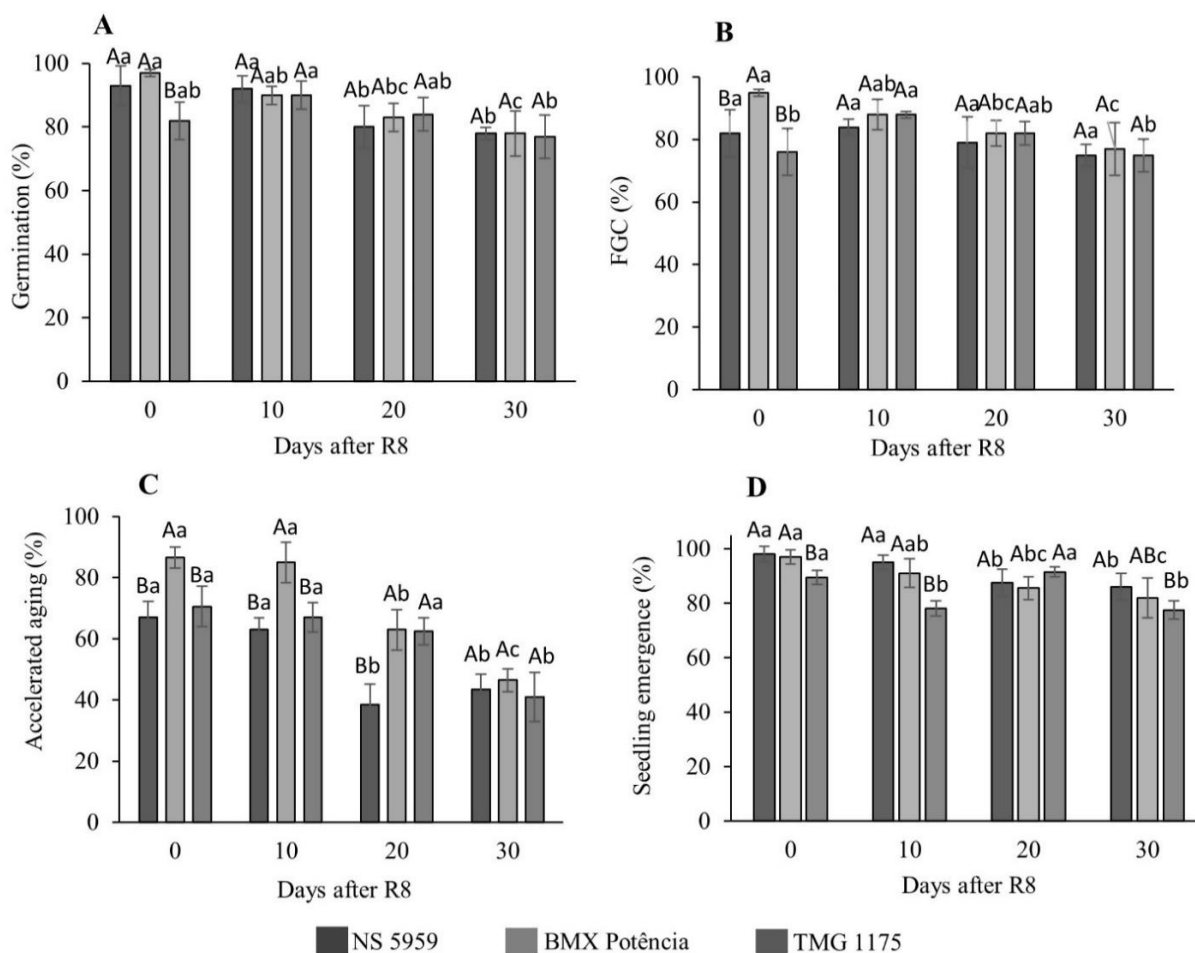 A
Aa Aa Bab Aa Aab Aa Ab Abc Aab Ab Ac Ab
100
80
60
40
20
0
Germination (%)
0 10 20 30
Days after R8
B
Ba Aa Bb Aa Aab Aa Aa Abc Aab Aa Ac Ab
100
80
60
40
20
0
FGC (%)
0 10 20 30
Days after R8
C
Ba Aa Ba Ba Aa Ba Bb Ab Aa Ab Ac Ab
100
80
60
40
20
0
Accelerated aging (%)
0 10 20 30
Days after R8
D
Aa Aa Ba Aa Aab Bb Ab Abc Aa Ab ABc Bb
100
80
60
40
20
0
Seedling emergence (%)
0 10 20 30
Days after R8
NS 5959 BMX Potência TMG 1175